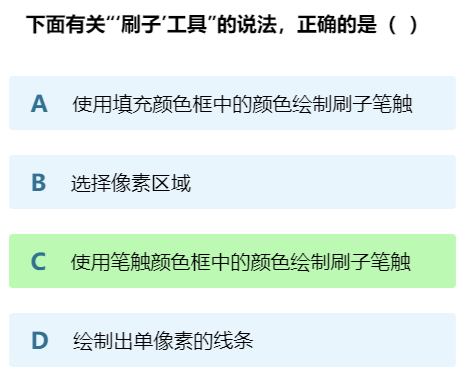 下面有关“‘刷子’工具”的说法，正确的是（ ）
A 使用填充颜色框中的颜色绘制刷子笔触
B 选择像素区域
C 使用笔触颜色框中的颜色绘制刷子笔触
D 绘制出单像素的线条